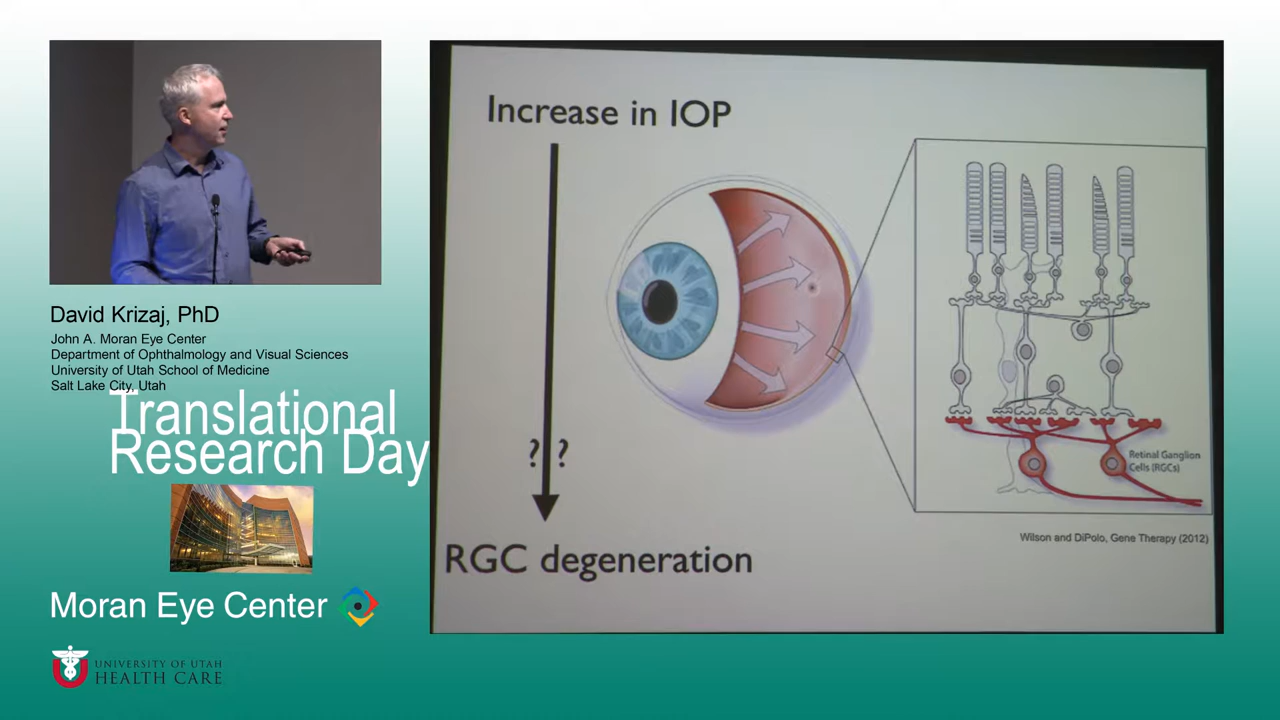 David Krizaj, PhD
John A. Moran Eye Center
Department of Ophthalmology and Visual Sciences
University of Utah School of Medicine
Salt Lake City, Utah
Translational
Research Day
Moran Eye Center
UNIVERSITY OF UTAH
HEALTH CARE
Increase in IOP
? ?
RGC degeneration
Retinal Ganglion
Cells (RGCs)
Wilson and DiPolo, Gene Therapy (2012)